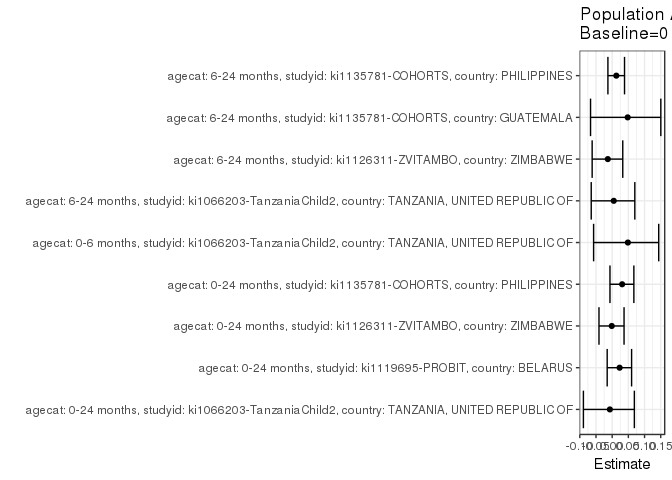 Population
Baseline=0
agecat: 6-24 months, studyid: ki1135781-COHORTS, country: PHILIPPINES
agecat: 6-24 months, studyid: ki1135781-COHORTS, country: GUATEMALA
agecat: 6-24 months, studyid: ki1126311-ZVITAMBO, country: ZIMBABWE
agecat: 6-24 months, studyid: ki1066203-TanzaniaChild2, country: TANZANIA, UNITED REPUBLIC OF
agecat: 0-6 months, studyid: ki1066203-TanzaniaChild2, country: TANZANIA, UNITED REPUBLIC OF
agecat: 0-24 months, studyid: ki1135781-COHORTS, country: PHILIPPINES
agecat: 0-24 months, studyid: ki1126311-ZVITAMBO, country: ZIMBABWE
agecat: 0-24 months, studyid: ki1119695-PROBIT, country: BELARUS
agecat: 0-24 months, studyid: ki1066203-TanzaniaChild2, country: TANZANIA, UNITED REPUBLIC OF
-0.10 -0.05 0.00 0.05 0.10 0.15
Estimate